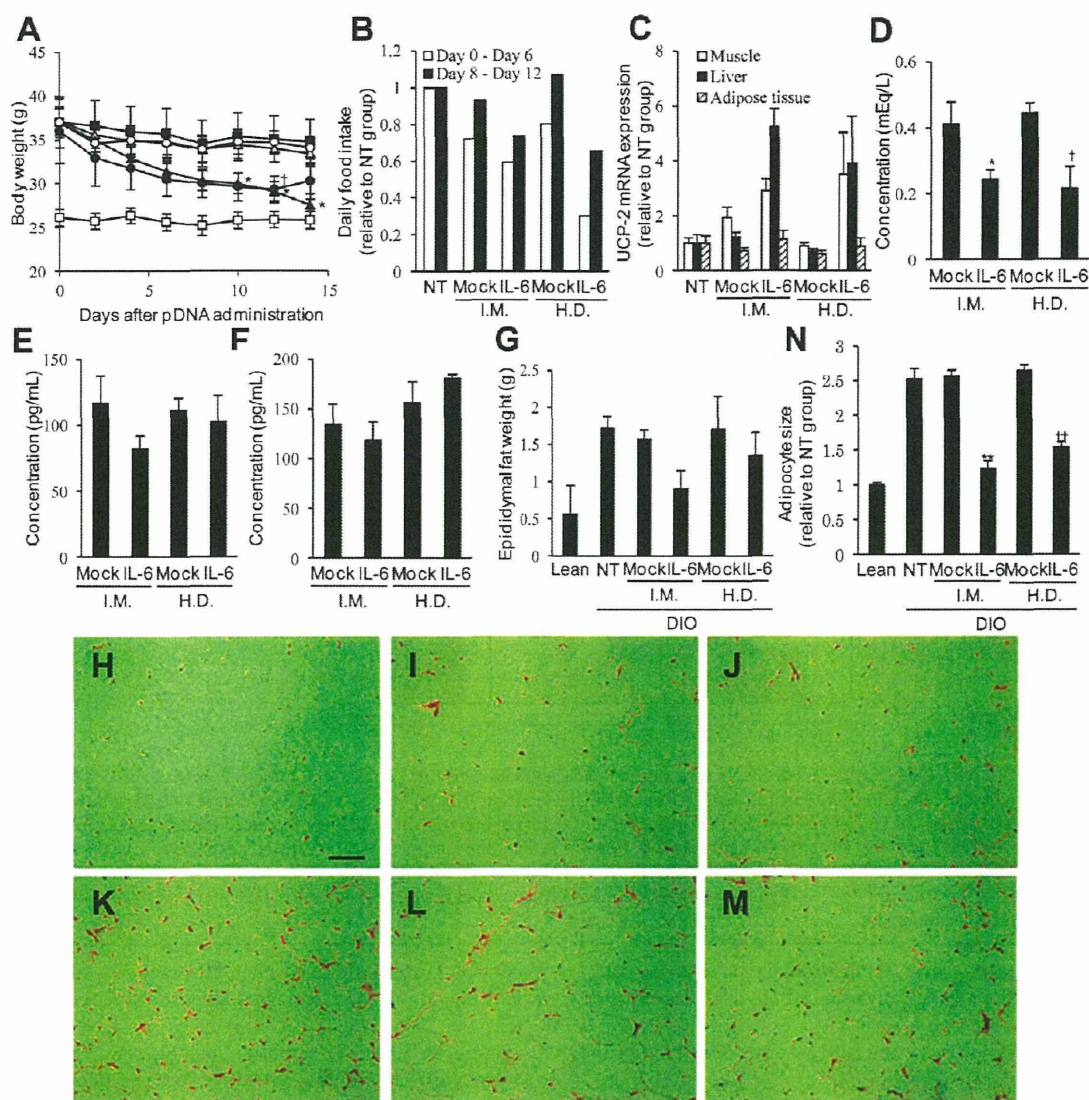 A
Body weight (g)
40
35
30
25
20
0
5
10
15
Days after pDNA administration
*
†
*
*
B
Daily food intake
(relative to NT group)
1.2
1
0.8
0.6
0.4
0.2
0
Day 0 - Day 6
Day 8 - Day 12
NT Mock IL-6 Mock IL-6
I.M. H.D.
C
UCP-2 mRNA expression
(relative to NT group)
8
6
4
2
0
Muscle
Liver
Adipose tissue
NT Mock IL-6 Mock IL-6
I.M. H.D.
D
Concentration (mEq/L)
0.6
0.4
0.2
0
*
†
Mock IL-6 Mock IL-6
I.M. H.D.
E
Concentration (pg/mL)
150
100
50
0
Mock IL-6 Mock IL-6
I.M. H.D.
F
Concentration (pg/mL)
200
150
100
50
0
Mock IL-6 Mock IL-6
I.M. H.D.
G
Epididymal fat weight (g)
2.5
2
1.5
1
0.5
0
Lean NT Mock IL-6 Mock IL-6
I.M. H.D.
DIO
N
Adipocyte size
(relative to NT group)
3
2.5
2
1.5
1
0.5
0
**
††
Lean NT Mock IL-6 Mock IL-6
I.M. H.D.
DIO
H
I
J
K
L
M